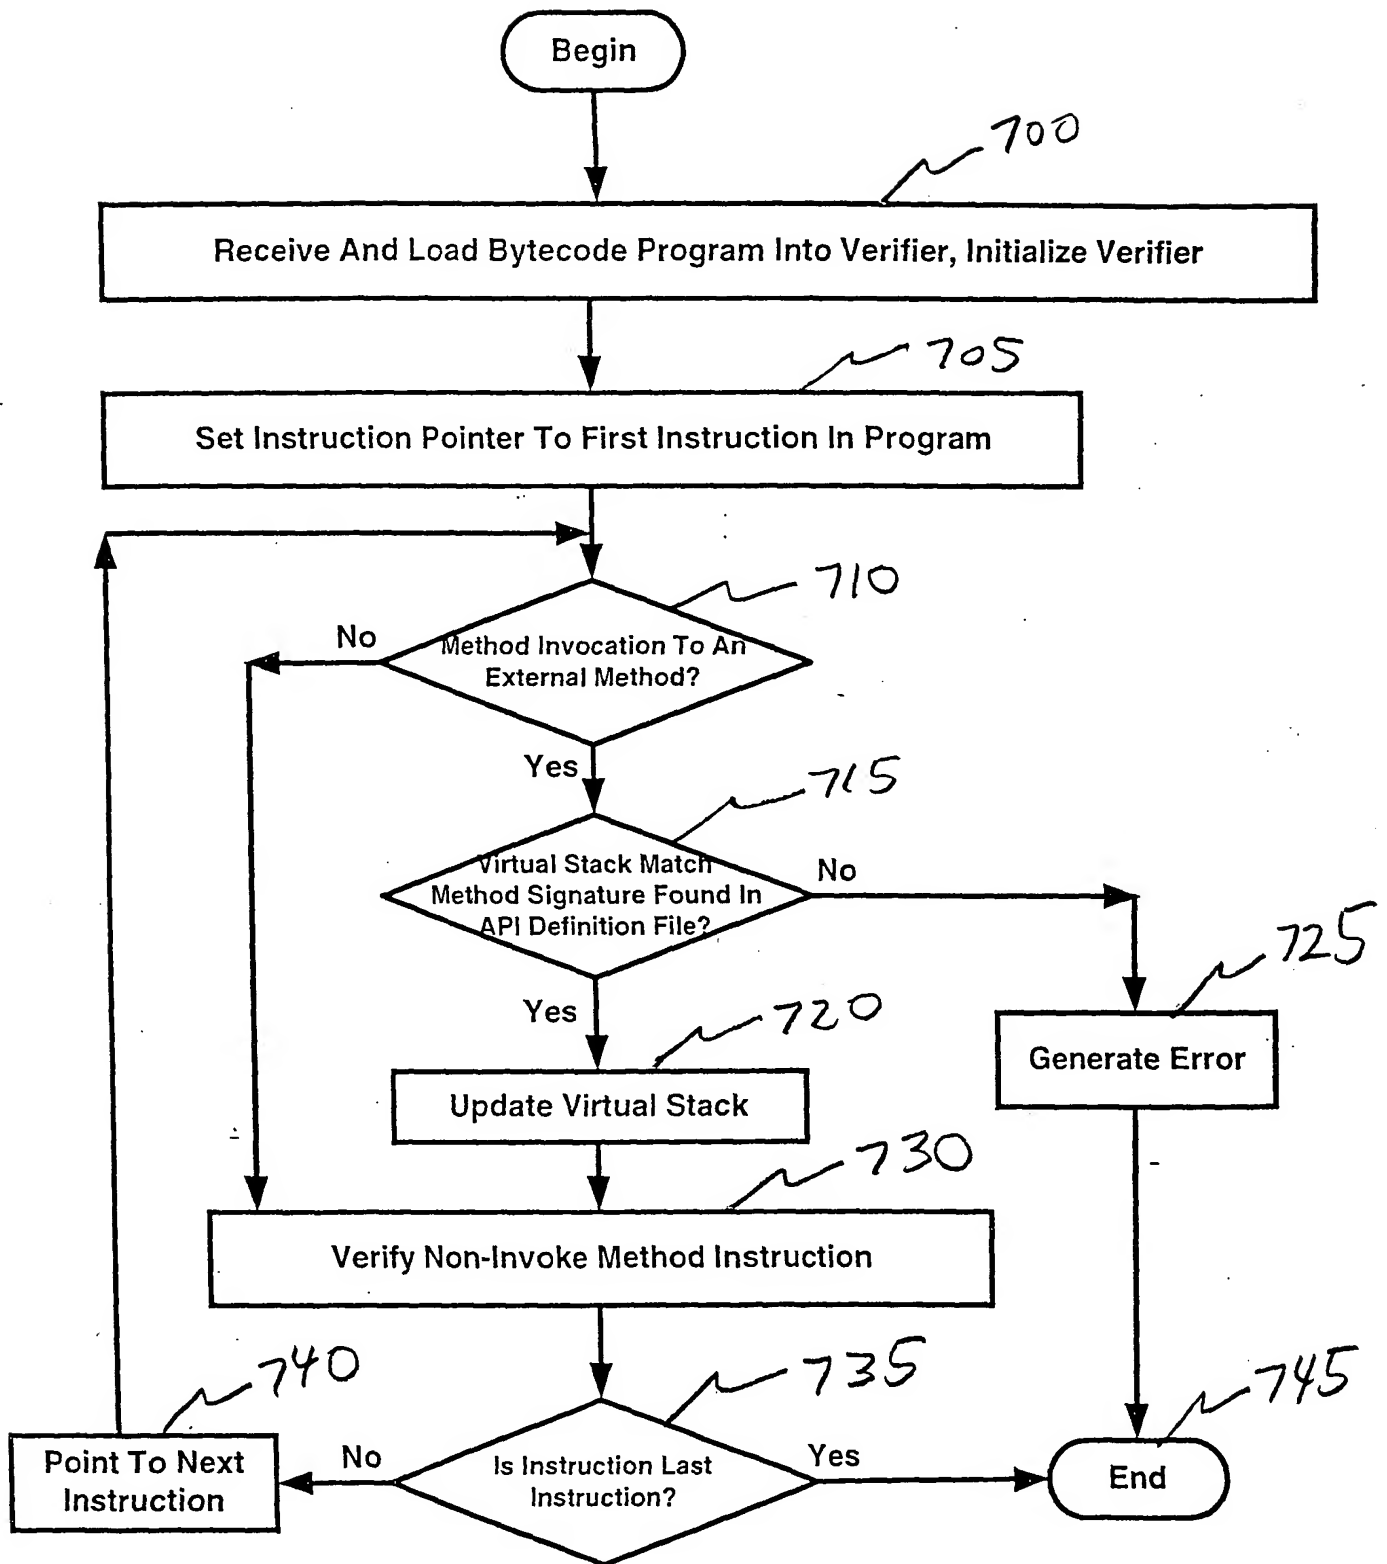 Begin
700
Receive And Load Bytecode Program Into Verifier, Initialize Verifier
705
Set Instruction Pointer To First Instruction In Program
710
No
Method Invocation To An
External Method?
Yes
715
Virtual Stack Match
Method Signature Found In
API Definition File?
No
725
Yes
720
Generate Error
Update Virtual Stack
730
Verify Non-Invoke Method Instruction
740
735
745
Point To Next
Instruction
No
Is Instruction Last
Instruction?
Yes
End